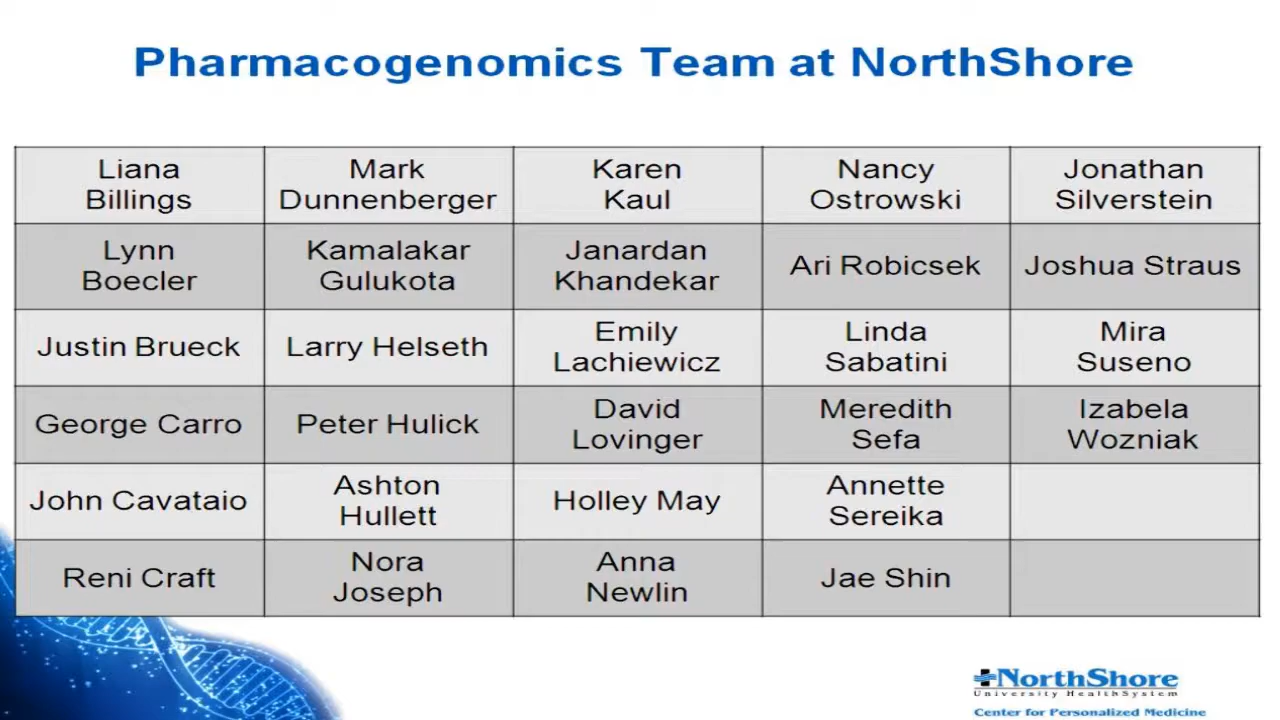 Pharmacogenomics Team at NorthShore
Liana
Billings
Mark
Dunnenberger
Karen
Kaul
Nancy
Ostrowski
Jonathan
Silverstein
Lynn
Boecler
Kamalakar
Gulukota
Janardan
Khandekar
Ari Robicsek
Joshua Straus
Justin Brueck
Larry Helseth
Emily
Lachiewicz
Linda
Sabatini
Mira
Suseno
George Carro
Peter Hulick
David
Lovinger
Meredith
Sefa
Izabela
Wozniak
John Cavataio
Ashton
Hullett
Holley May
Annette
Sereika
Reni Craft
Nora
Joseph
Anna
Newlin
Jae Shin
NorthShore
University HealthSystem
Center for Personalized Medicine